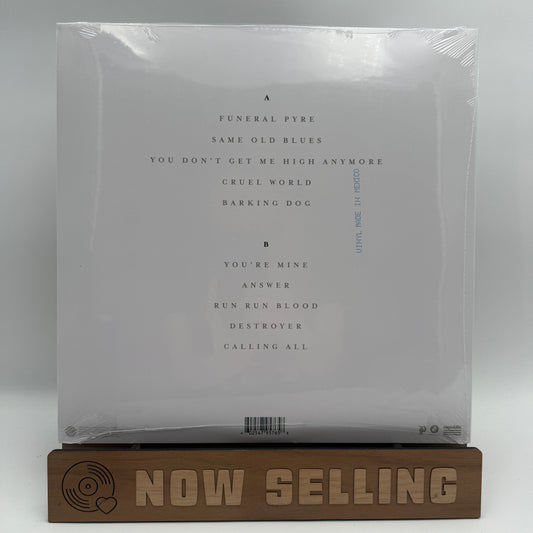 A
FUNERAL PYRE
SAME OLD BLUES
YOU DON'T GET ME HIGH ANYMORE
CRUEL WORLD
BARKING DOG
VINYL MADE IN MEXICO
B
YOU'RE MINE
ANSWER
RUN RUN BLOOD
DESTROYER
CALLING ALL
NOW SELLING